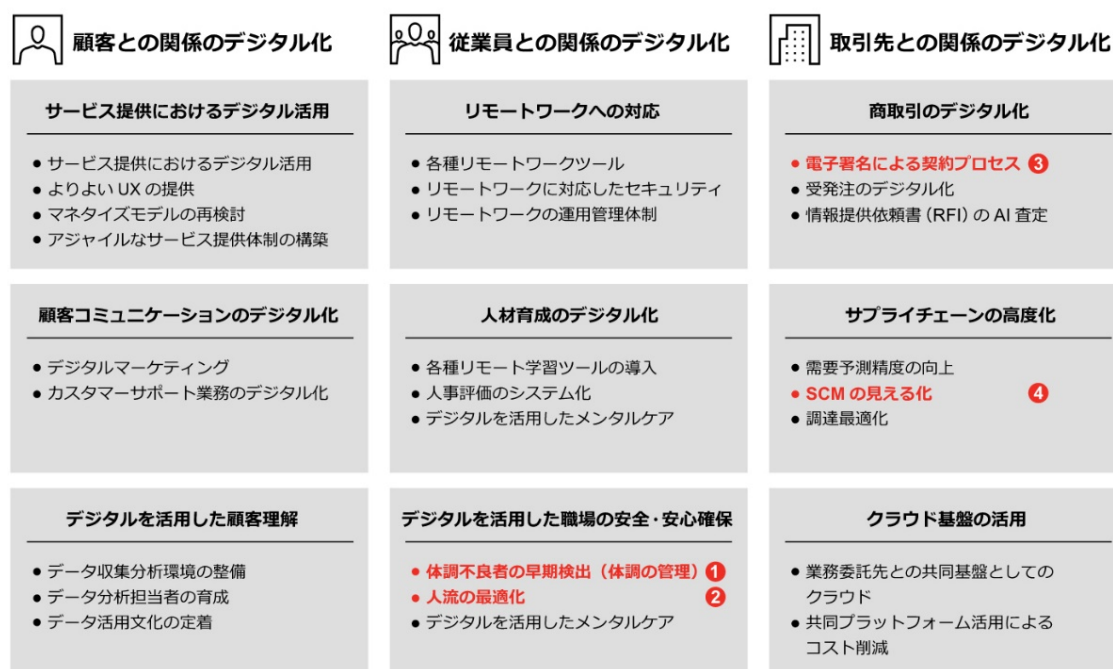 顧客との関係のデジタル化
サービス提供におけるデジタル活用
● サービス提供におけるデジタル活用
● よりよい UX の提供
● マネタイズモデルの再検討
● アジャイルなサービス提供体制の構築
顧客コミュニケーションのデジタル化
● デジタルマーケティング
● カスタマーサポート業務のデジタル化
デジタルを活用した顧客理解
● データ収集分析環境の整備
● データ分析担当者の育成
● データ活用文化の定着
従業員との関係のデジタル化
リモートワークへの対応
● 各種リモートワークツール
● リモートワークに対応したセキュリティ
● リモートワークの運用管理体制
人材育成のデジタル化
● 各種リモート学習ツールの導入
● 人事評価のシステム化
● デジタルを活用したメンタルケア
デジタルを活用した職場の安全・安心確保
● 体調不良者の早期検出（体調の管理）❶
● 人流の最適化 ❷
● デジタルを活用したメンタルケア
取引先との関係のデジタル化
商取引のデジタル化
● 電子署名による契約プロセス ❸
● 受発注のデジタル化
● 情報提供依頼書（RFI）の AI 査定
サプライチェーンの高度化
● 需要予測精度の向上
● SCM の見える化 ❹
● 調達最適化
クラウド基盤の活用
● 業務委託先との共同基盤としての
クラウド
● 共同プラットフォーム活用による
コスト削減